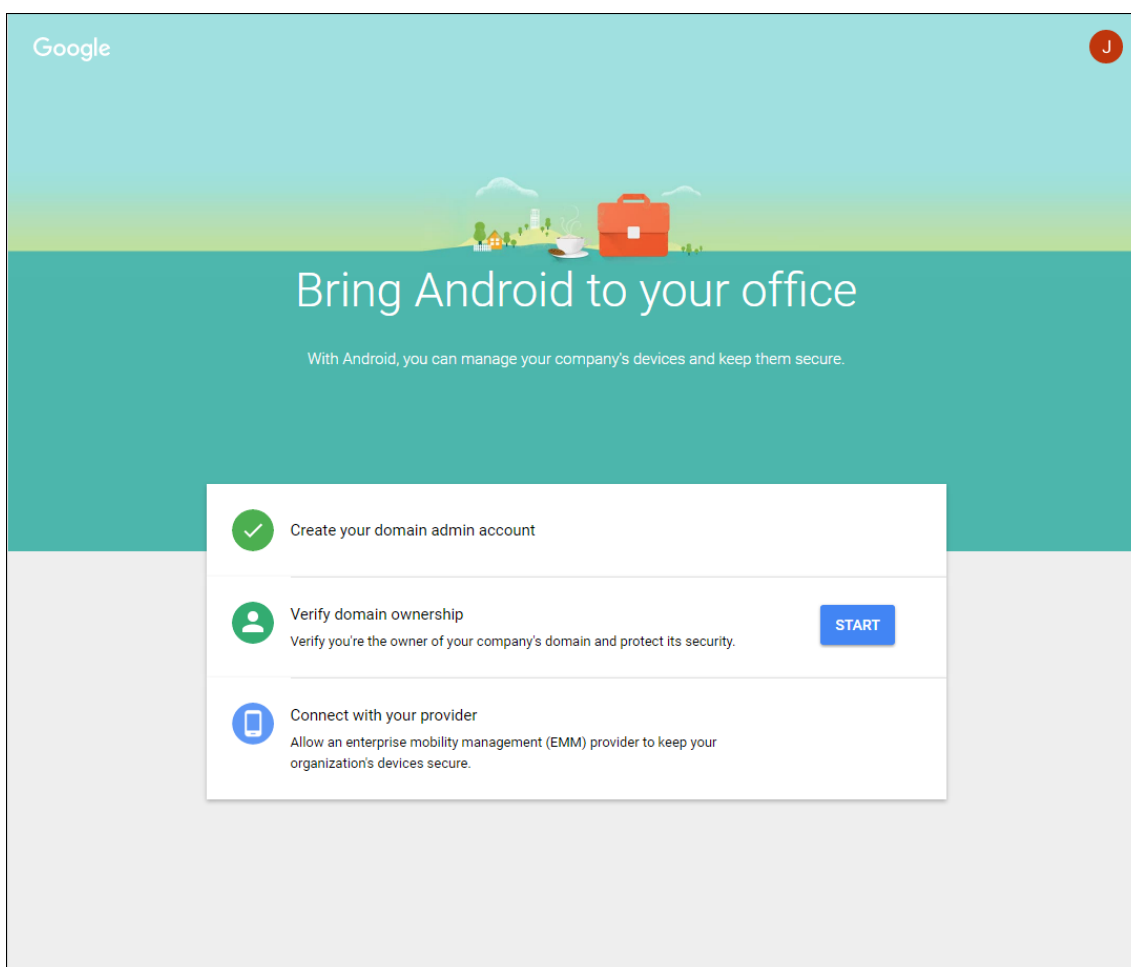 Google
J
Bring Android to your office
With Android, you can manage your company's devices and keep them secure.
Create your domain admin account
Verify domain ownership
Verify you're the owner of your company's domain and protect its security.
START
Connect with your provider
Allow an enterprise mobility management (EMM) provider to keep your
organization's devices secure.